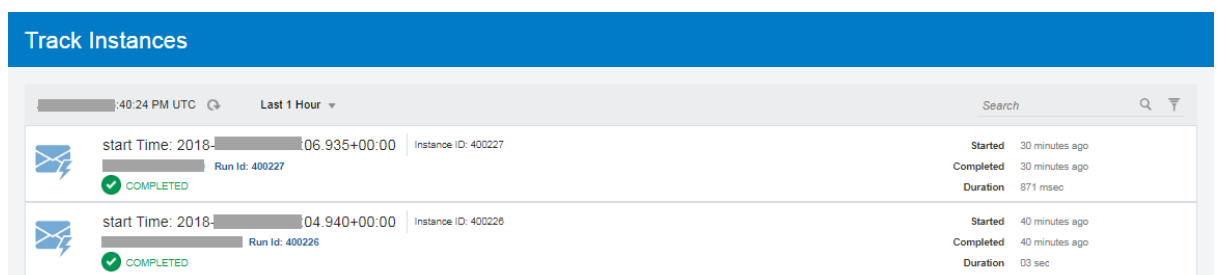 Track Instances
:40:24 PM UTC Last 1 Hour Search
start Time: 2018- :06.935+00:00 Instance ID: 400227 Started 30 minutes ago
Run Id: 400227 Completed 30 minutes ago
COMPLETED Duration 871 msec
start Time: 2018- :04.940+00:00 Instance ID: 400226 Started 40 minutes ago
Run Id: 400226 Completed 40 minutes ago
COMPLETED Duration 03 sec